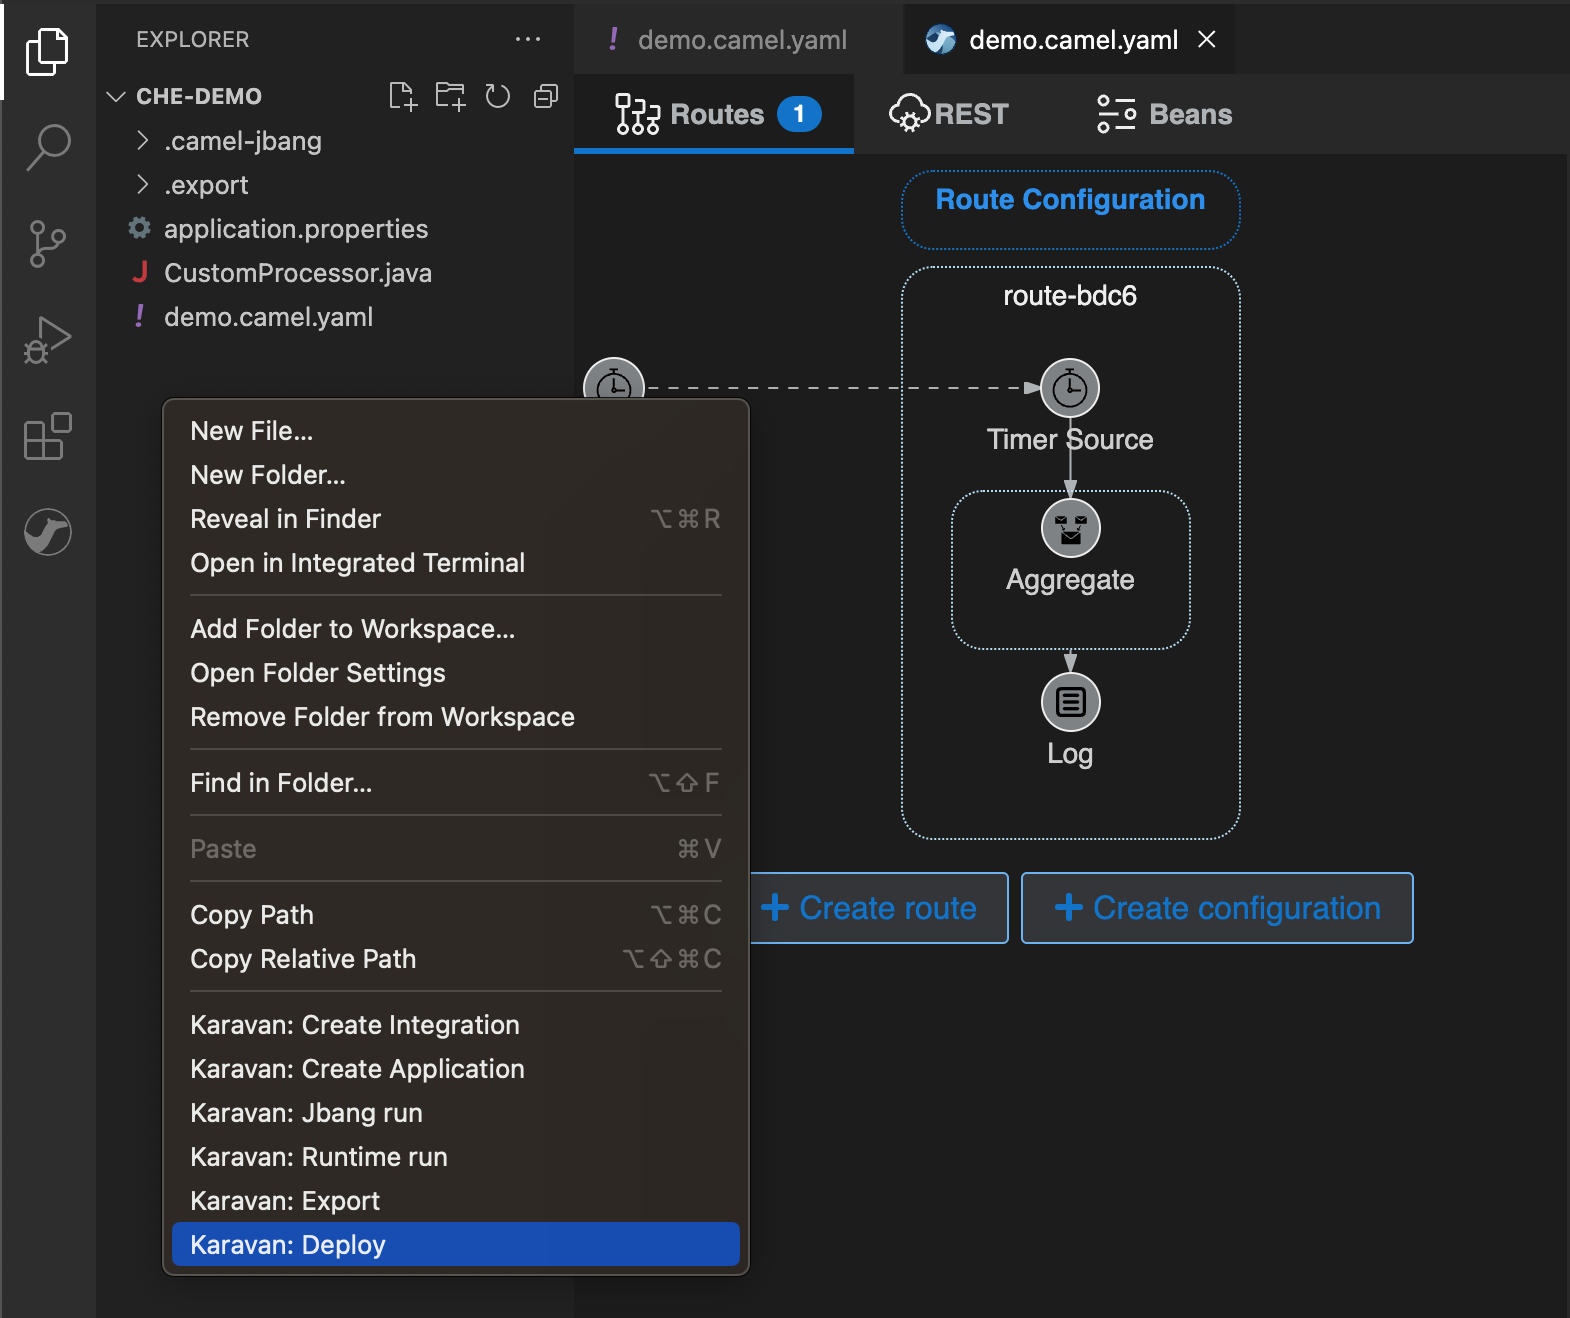 EXPLORER
CHE-DEMO
.camel-jbang
.export
application.properties
J CustomProcessor.java
! demo.camel.yaml
! demo.camel.yaml
demo.camel.yaml
Routes 1
REST
Beans
Route Configuration
route-bdc6
Timer Source
Aggregate
Log
Create route
Create configuration
New File...
New Folder...
Reveal in Finder ⌥⌘R
Open in Integrated Terminal
Add Folder to Workspace...
Open Folder Settings
Remove Folder from Workspace
Find in Folder... ⌥⇧F
Paste ⌘V
Copy Path ⌥⌘C
Copy Relative Path ⌥⇧⌘C
Karavan: Create Integration
Karavan: Create Application
Karavan: Jbang run
Karavan: Runtime run
Karavan: Export
Karavan: Deploy